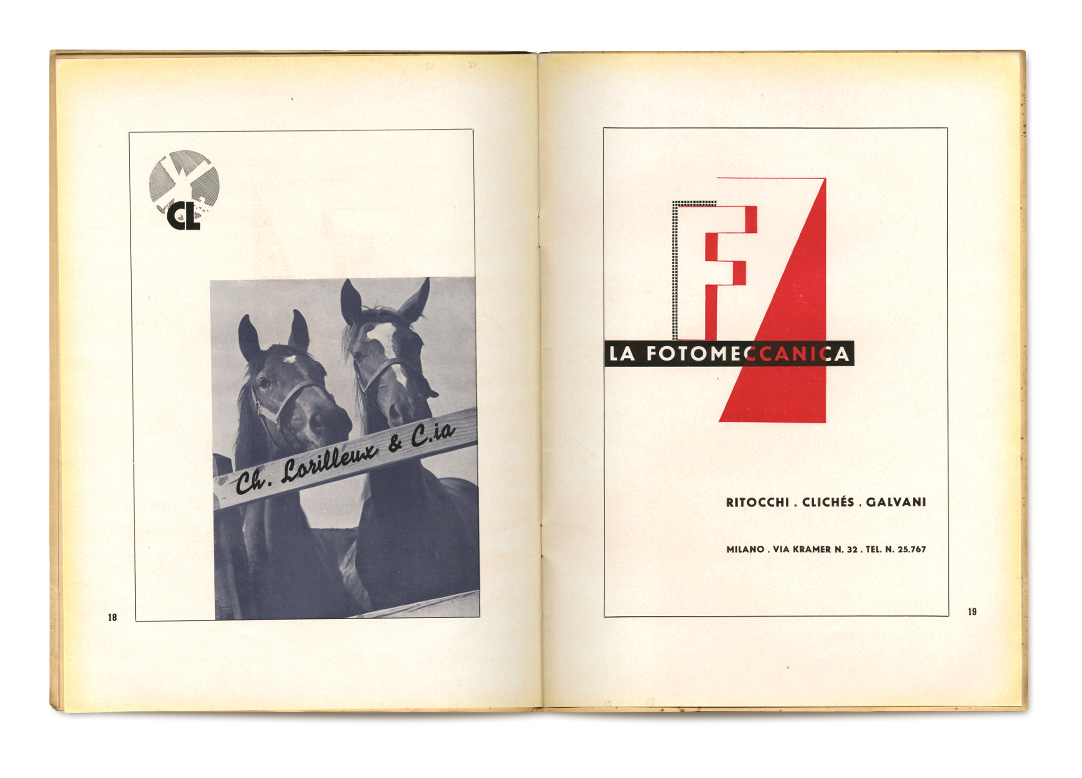 CL
Ch. Lorilleux & C.ia
18
F
LA FOTOMECCANICA
RITOCCHI . CLICHÉS . GALVANI
MILANO . VIA KRAMER N. 32 . TEL. N. 25.767
19